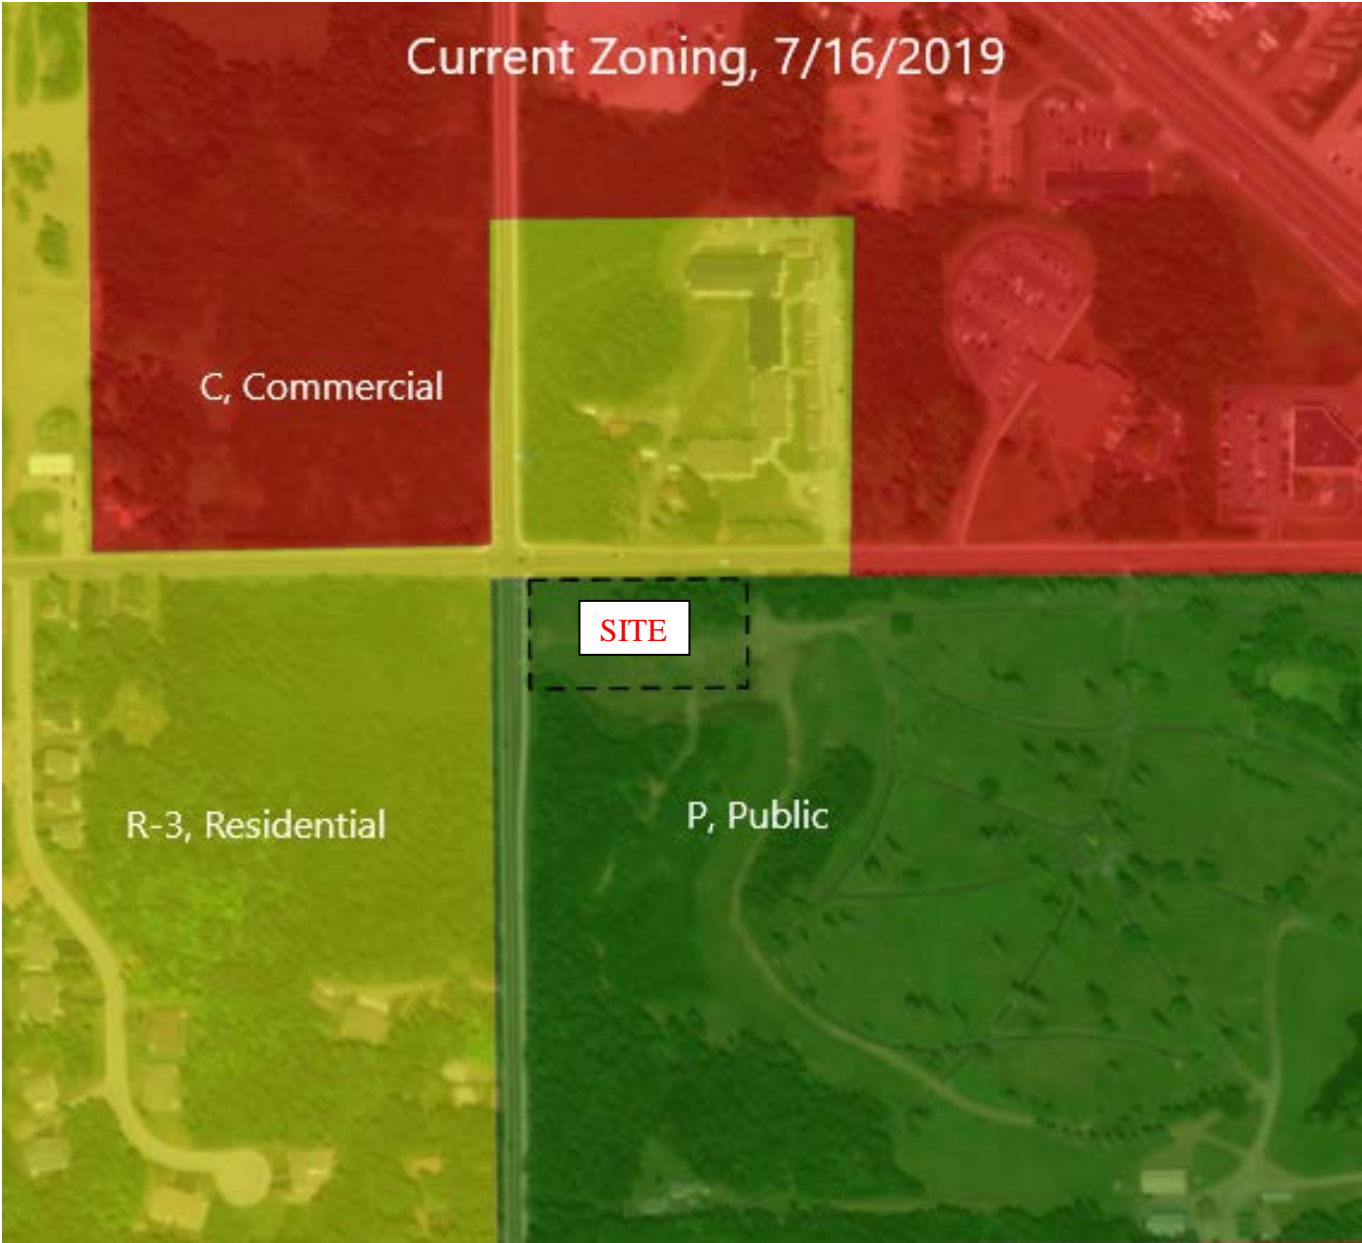 Current Zoning, 7/16/2019
C, Commercial
SITE
P, Public
R-3, Residential